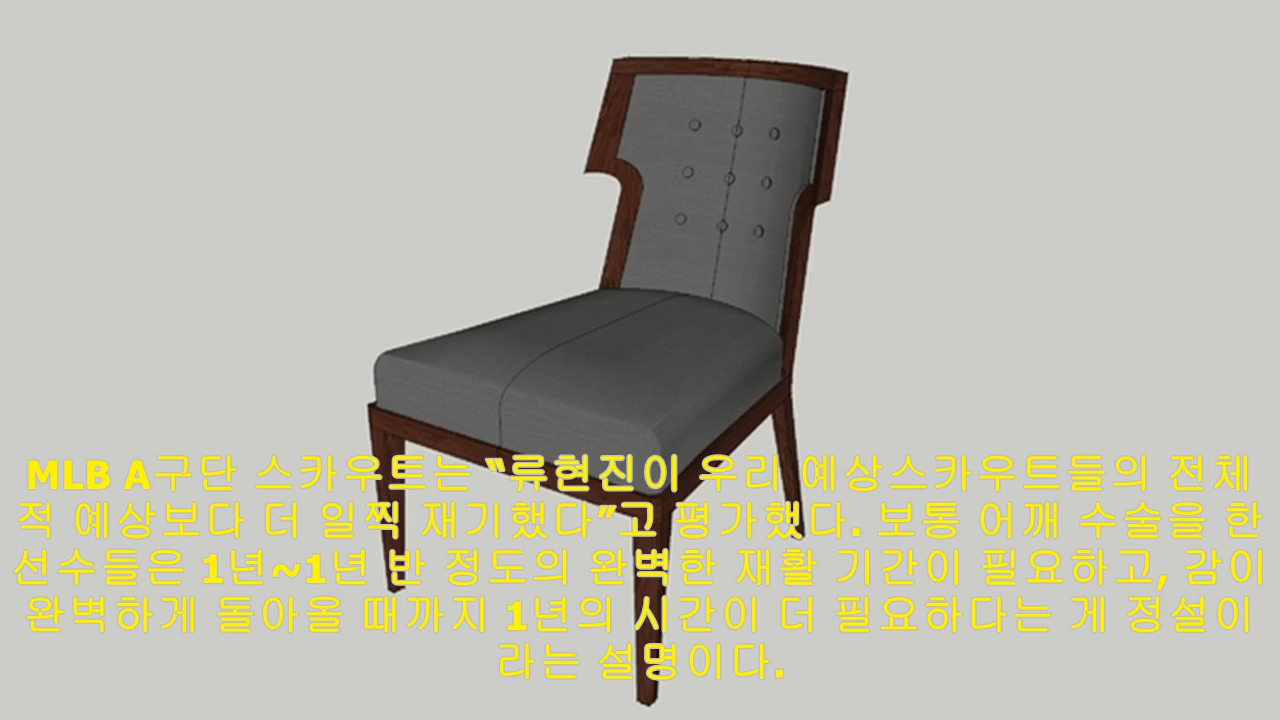 MLB A구단 스카우트는 “류현진이 우리 예상스카우트들의 전체
적 예상보다 더 일찍 재기했다”고 평가했다. 보통 어깨 수술을 한
선수들은 1년~1년 반 정도의 완벽한 재활 기간이 필요하고, 감이
완벽하게 돌아올 때까지 1년의 시간이 더 필요하다는 게 정설이
라는 설명이다.